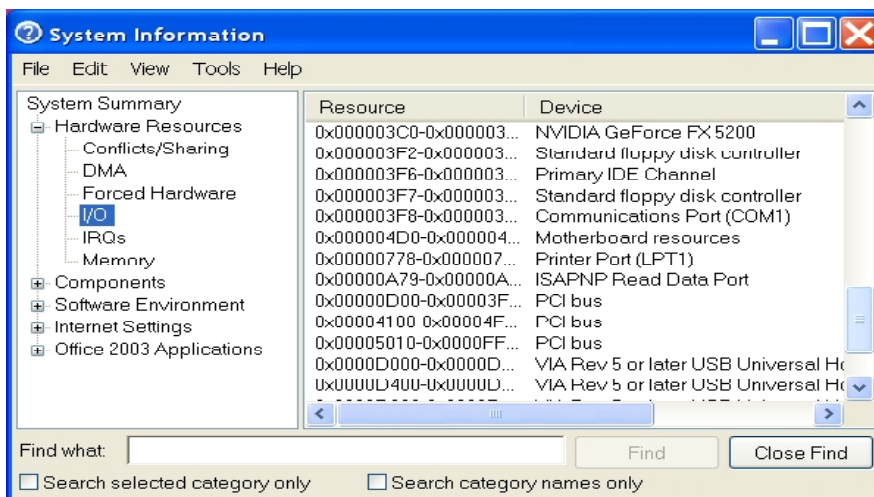 System Information
File Edit View Tools Help
System Summary
Hardware Resources
Conflicts/Sharing
DMA
Forced Hardware
I/O
IRQs
Memory
Components
Software Environment
Internet Settings
Office 2003 Applications
Resource Device
0x000003C0-0x000003... NVIDIA GeForce FX 5200
0x000003F2-0x000003... Standard floppy disk controller
0x000003F6-0x000003... Primary IDE Channel
0x000003F7-0x000003... Standard floppy disk controller
0x000003F8-0x000003... Communications Port (COM1)
0x000004D0-0x000004... Motherboard resources
0x00000778-0x000007... Printer Port (LPT1)
0x00000A79-0x00000A... ISAPNP Read Data Port
0x00000D00-0x00003F... PCI bus
0x00004100-0x00004F... PCI bus
0x00005010-0x0000FF... PCI bus
0x0000D000-0x0000D... VIA Rev 5 or later USB Universal Ho
0x0000D400-0x0000D... VIA Rev 5 or later USB Universal Ho
Find what:
Find
Close Find
Search selected category only
Search category names only